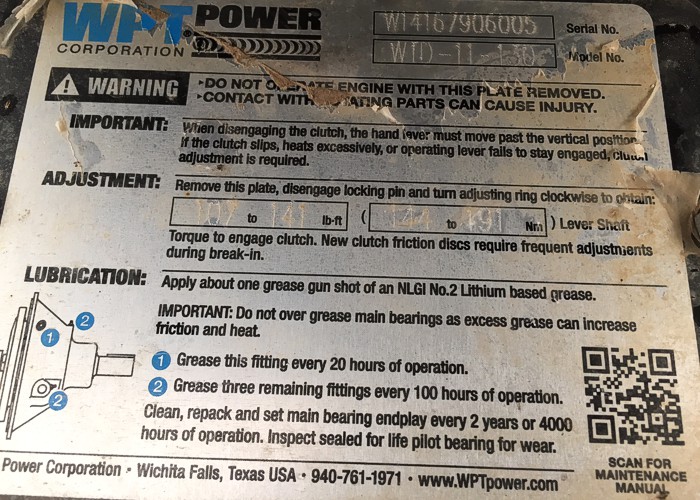 WPT POWER
CORPORATION
W14167906005 Serial No.
Model No.
WARNING
▸DO NOT OPERATE ENGINE WITH THIS PLATE REMOVED.
▸CONTACT WITH ROTATING PARTS CAN CAUSE INJURY.
IMPORTANT: When disengaging the clutch, the hand lever must move past the vertical position.
If the clutch slips, heats excessively, or operating lever fails to stay engaged, clutch
adjustment is required.
ADJUSTMENT: Remove this plate, disengage locking pin and turn adjusting ring clockwise to obtain:
107 to 141 lb-ft ( 144 to 191 Nm ) Lever Shaft
Torque to engage clutch. New clutch friction discs require frequent adjustments
during break-in.
LUBRICATION: Apply about one grease gun shot of an NLGI No.2 Lithium based grease.
IMPORTANT: Do not over grease main bearings as excess grease can increase
friction and heat.
1 Grease this fitting every 20 hours of operation.
2 Grease three remaining fittings every 100 hours of operation.
Clean, repack and set main bearing endplay every 2 years or 4000
hours of operation. Inspect sealed for life pilot bearing for wear.
1
2
2
SCAN FOR
MAINTENANCE
MANUAL
Power Corporation • Wichita Falls, Texas USA • 940-761-1971 • www.WPTpower.com